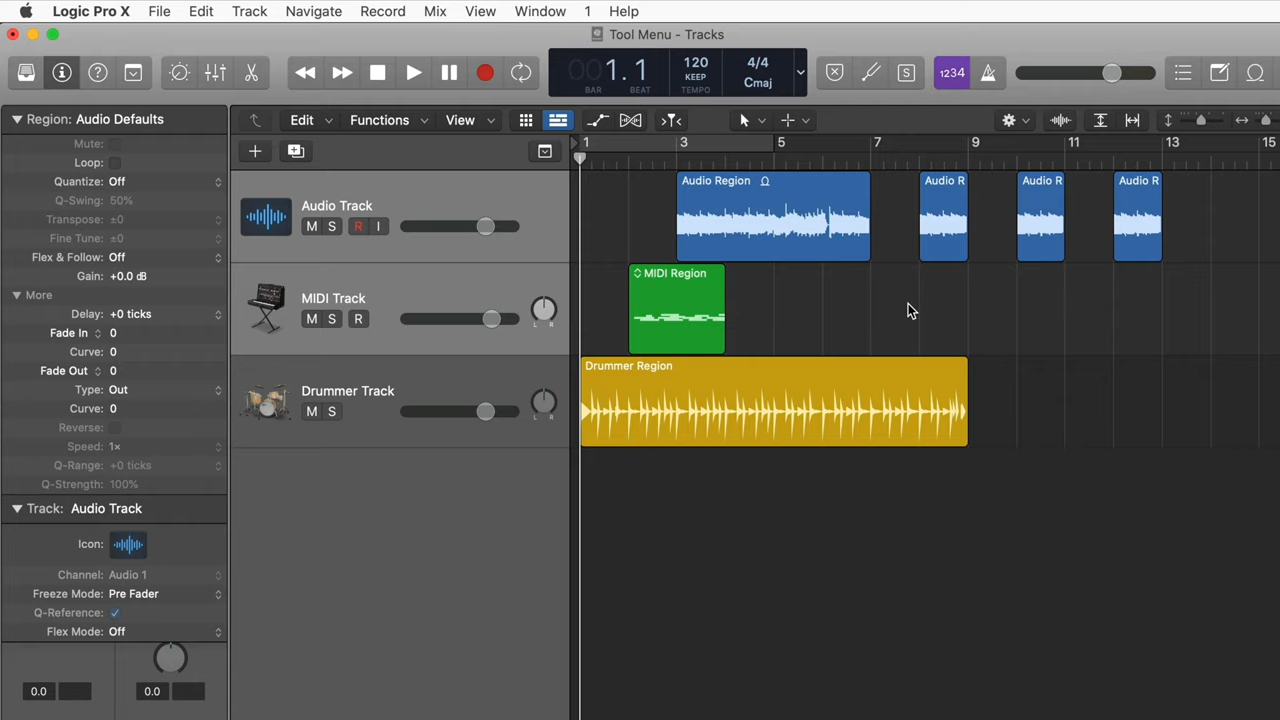 Logic Pro X File Edit Track Navigate Record Mix View Window 1 Help
Tool Menu - Tracks
001.1 120 4/4
KEEP Cmaj
BAR BEAT TEMPO
1234
S
Region: Audio Defaults
Edit Functions View
Mute:
Loop:
Quantize: Off
Q-Swing: 50%
Transpose: ±0
Fine Tune: ±0
Flex & Follow: Off
Gain: +0.0 dB
More
Delay: +0 ticks
Fade In 0
Curve: 0
Fade Out 0
Type: Out
Curve: 0
Reverse:
Speed: 1×
Q-Range: +0 ticks
Q-Strength: 100%
Track: Audio Track
Icon:
Channel: Audio 1
Freeze Mode: Pre Fader
Q-Reference:
Flex Mode: Off
0.0 0.0
1 3 5 7 9 11 13 15
Audio Track
M S R I
Audio Region Audio R Audio R Audio R
MIDI Track
M S R
L R
MIDI Region
Drummer Track
M S
L R
Drummer Region